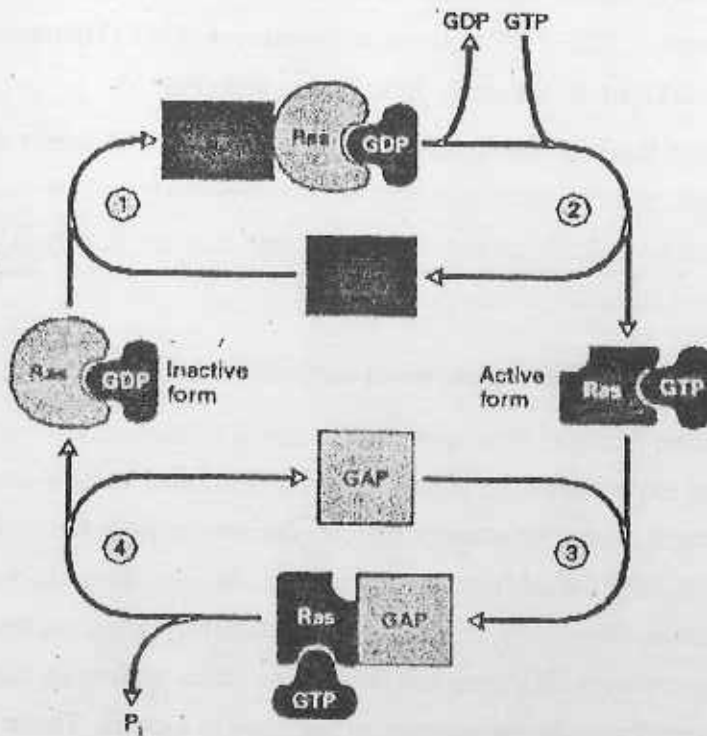 GDP GTP
Ras GDP
1
2
Ras GDP
Inactive
form
Active
form
Ras GTP
GAP
4
3
Ras GAP
GTP
Pi